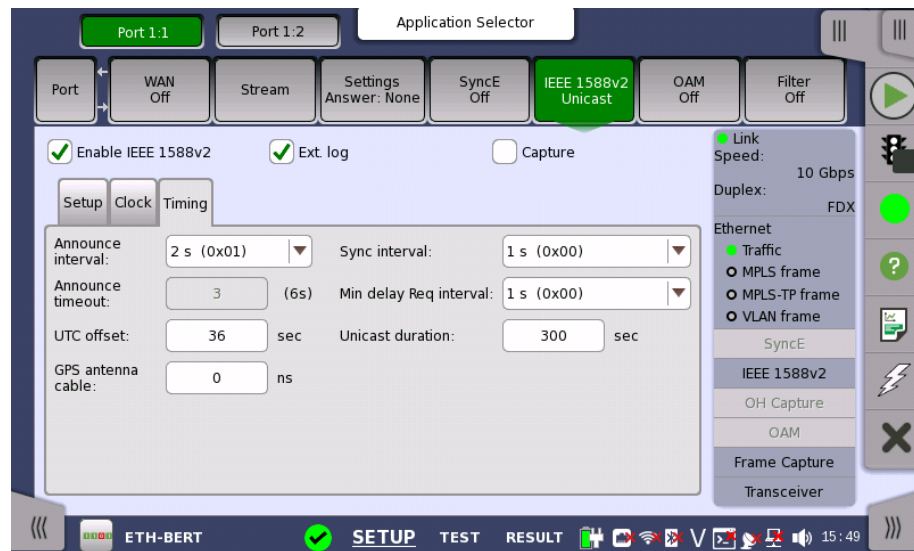 Application Selector
Port 1:1
Port 1:2
Port
WAN
Off
Stream
Settings
Answer: None
SyncE
Off
IEEE 1588v2
Unicast
OAM
Off
Filter
Off
Enable IEEE 1588v2
Ext. log
Capture
Setup
Clock
Timing
Announce
interval:
2 s (0x01)
Sync interval:
1 s (0x00)
Announce
timeout:
3
(6s)
Min delay Req interval:
1 s (0x00)
UTC offset:
36
sec
Unicast duration:
300
sec
GPS antenna
cable:
0
ns
Link
Speed:
10 Gbps
Duplex:
FDX
Ethernet
Traffic
MPLS frame
MPLS-TP frame
VLAN frame
SyncE
IEEE 1588v2
OH Capture
OAM
Frame Capture
Transceiver
ETH-BERT
SETUP
TEST
RESULT
V
15:49